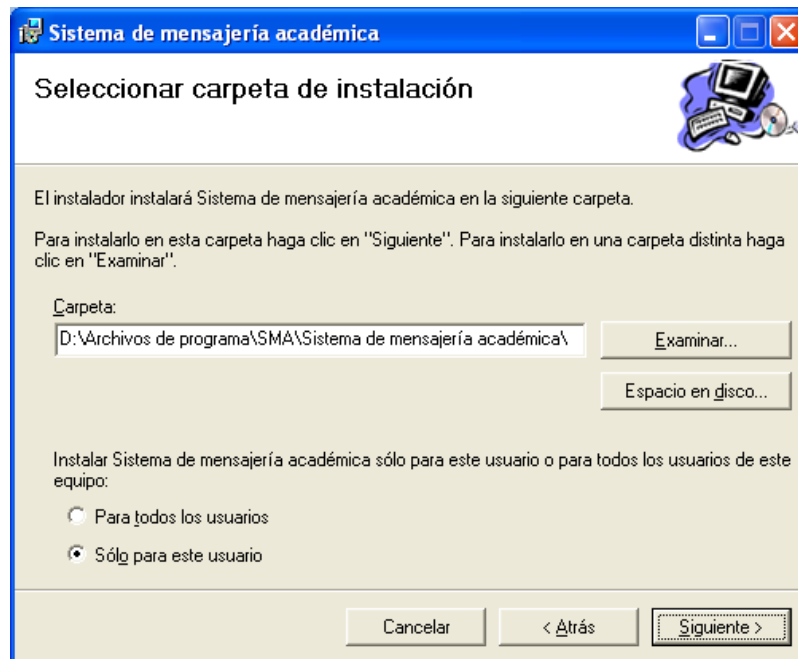 Sistema de mensajería académica
Seleccionar carpeta de instalación
El instalador instalará Sistema de mensajería académica en la siguiente carpeta.
Para instalarlo en esta carpeta haga clic en "Siguiente". Para instalarlo en una carpeta distinta haga
clic en "Examinar".
Carpeta:
D:\Archivos de programa\SMA\Sistema de mensajería académica\
Examinar...
Espacio en disco...
Instalar Sistema de mensajería académica sólo para este usuario o para todos los usuarios de este
equipo:
Para todos los usuarios
Sólo para este usuario
Cancelar
< Atrás
Siguiente >